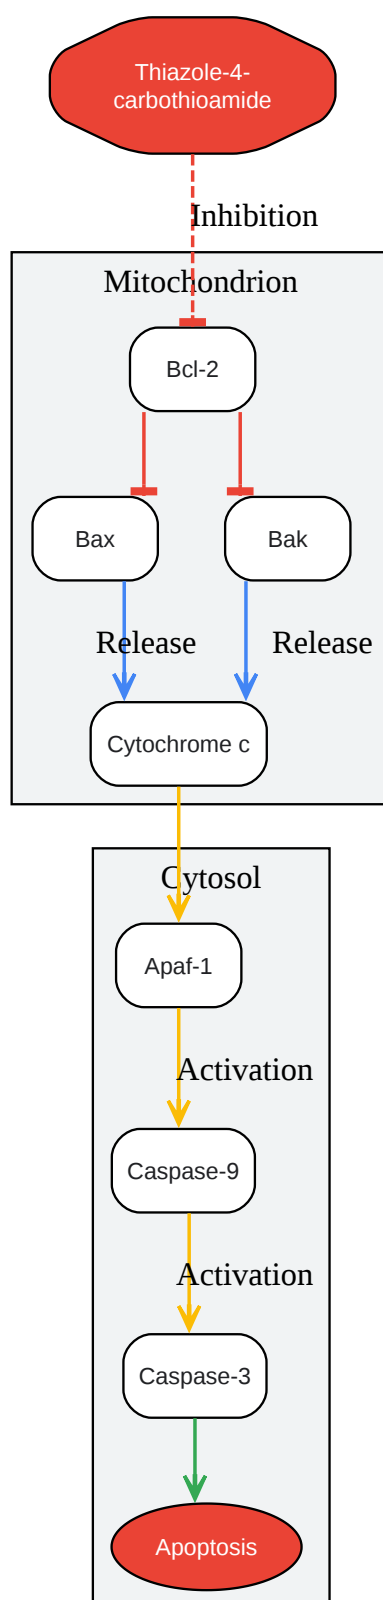 Thiazole-4-
carbothioamide
Inhibition
Mitochondrion
Bcl-2
Bax
Bak
Release
Release
Cytochrome c
Cytosol
Apaf-1
Activation
Caspase-9
Activation
Caspase-3
Apoptosis